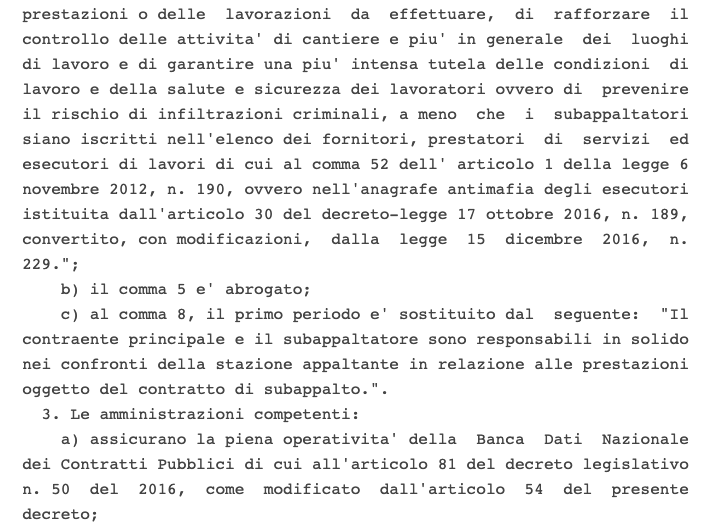 prestazioni o delle lavorazioni da effettuare, di rafforzare il
controllo delle attivita' di cantiere e piu' in generale dei luoghi
di lavoro e di garantire una piu' intensa tutela delle condizioni di
lavoro e della salute e sicurezza dei lavoratori ovvero di prevenire
il rischio di infiltrazioni criminali, a meno che i subappaltatori
siano iscritti nell'elenco dei fornitori, prestatori di servizi ed
esecutori di lavori di cui al comma 52 dell' articolo 1 della legge 6
novembre 2012, n. 190, ovvero nell'anagrafe antimafia degli esecutori
istituita dall'articolo 30 del decreto-legge 17 ottobre 2016, n. 189,
convertito, con modificazioni, dalla legge 15 dicembre 2016, n.
229.";
b) il comma 5 e' abrogato;
c) al comma 8, il primo periodo e' sostituito dal seguente: "Il
contraente principale e il subappaltatore sono responsabili in solido
nei confronti della stazione appaltante in relazione alle prestazioni
oggetto del contratto di subappalto.".
3. Le amministrazioni competenti:
a) assicurano la piena operativita' della Banca Dati Nazionale
dei Contratti Pubblici di cui all'articolo 81 del decreto legislativo
n. 50 del 2016, come modificato dall'articolo 54 del presente
decreto;